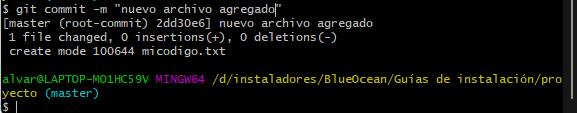 $ git commit -m "nuevo archivo agregado"
[master (root-commit) 2dd30e6] nuevo archivo agregado
 1 file changed, 0 insertions(+), 0 deletions(-)
 create mode 100644 micodigo.txt

alvar@LAPTOP-MO1HC59V MINGW64 /d/instaladores/BlueOcean/Guías de instalación/pro
yecto (master)
$